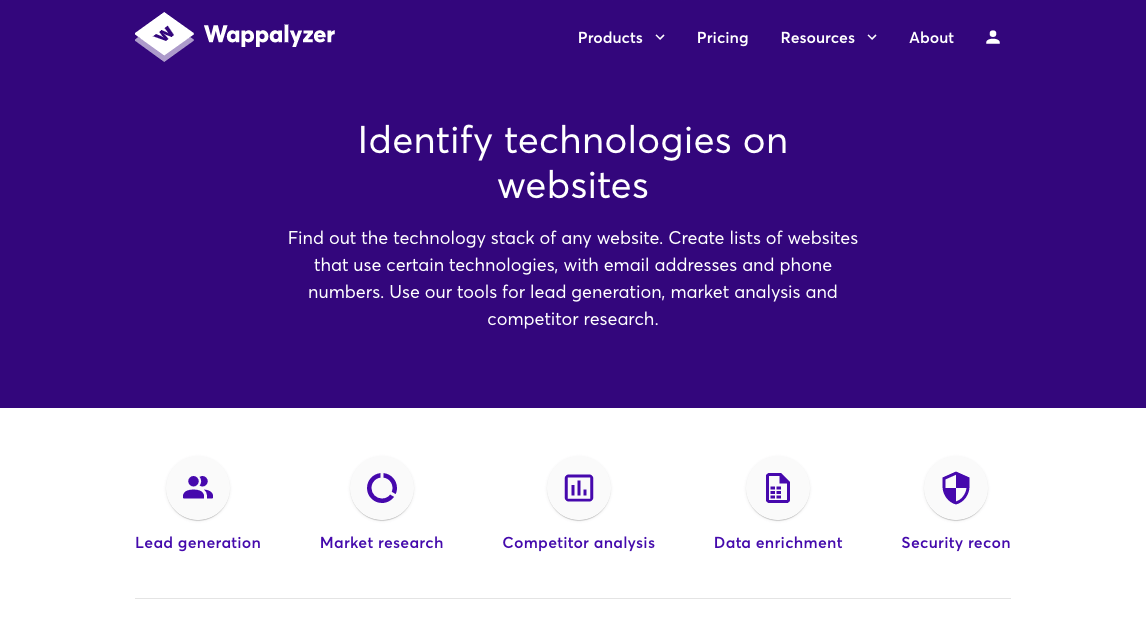 Wappalyzer
Products
Pricing
Resources
About
Identify technologies on
websites
Find out the technology stack of any website. Create lists of websites
that use certain technologies, with email addresses and phone
numbers. Use our tools for lead generation, market analysis and
competitor research.
Lead generation
Market research
Competitor analysis
Data enrichment
Security recon